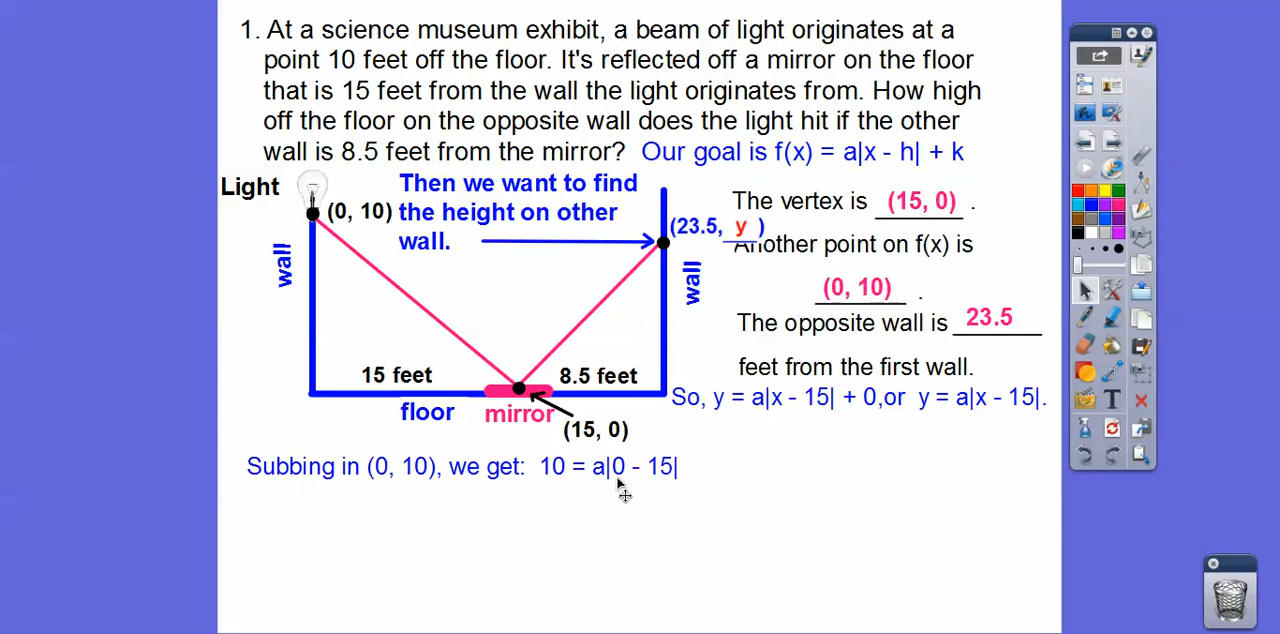 1. At a science museum exhibit, a beam of light originates at a
point 10 feet off the floor. It's reflected off a mirror on the floor
that is 15 feet from the wall the light originates from. How high
off the floor on the opposite wall does the light hit if the other
wall is 8.5 feet from the mirror? Our goal is f(x) = a|x - h| + k
Light
(0, 10)
Then we want to find
the height on other
wall.
wall
(23.5, y )
wall
15 feet
8.5 feet
floor
mirror
(15, 0)
The vertex is (15, 0) .
Another point on f(x) is
(0, 10) .
The opposite wall is 23.5
feet from the first wall.
So, y = a|x - 15| + 0,or y = a|x - 15|.
Subbing in (0, 10), we get: 10 = a|0 - 15|
T